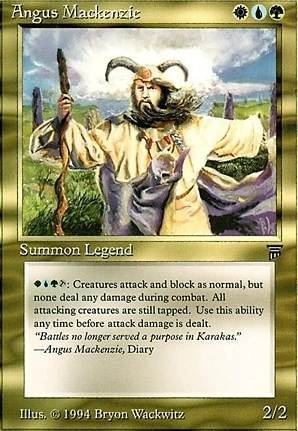 Angus Mackenzie
Summon Legend
: Creatures attack and block as normal, but
none deal any damage during combat. All
attacking creatures are still tapped. Use this ability
any time before attack damage is dealt.
"Battles no longer served a purpose in Karakas."
—Angus Mackenzie, Diary
Illus. © 1994 Bryon Wackwitz
2/2